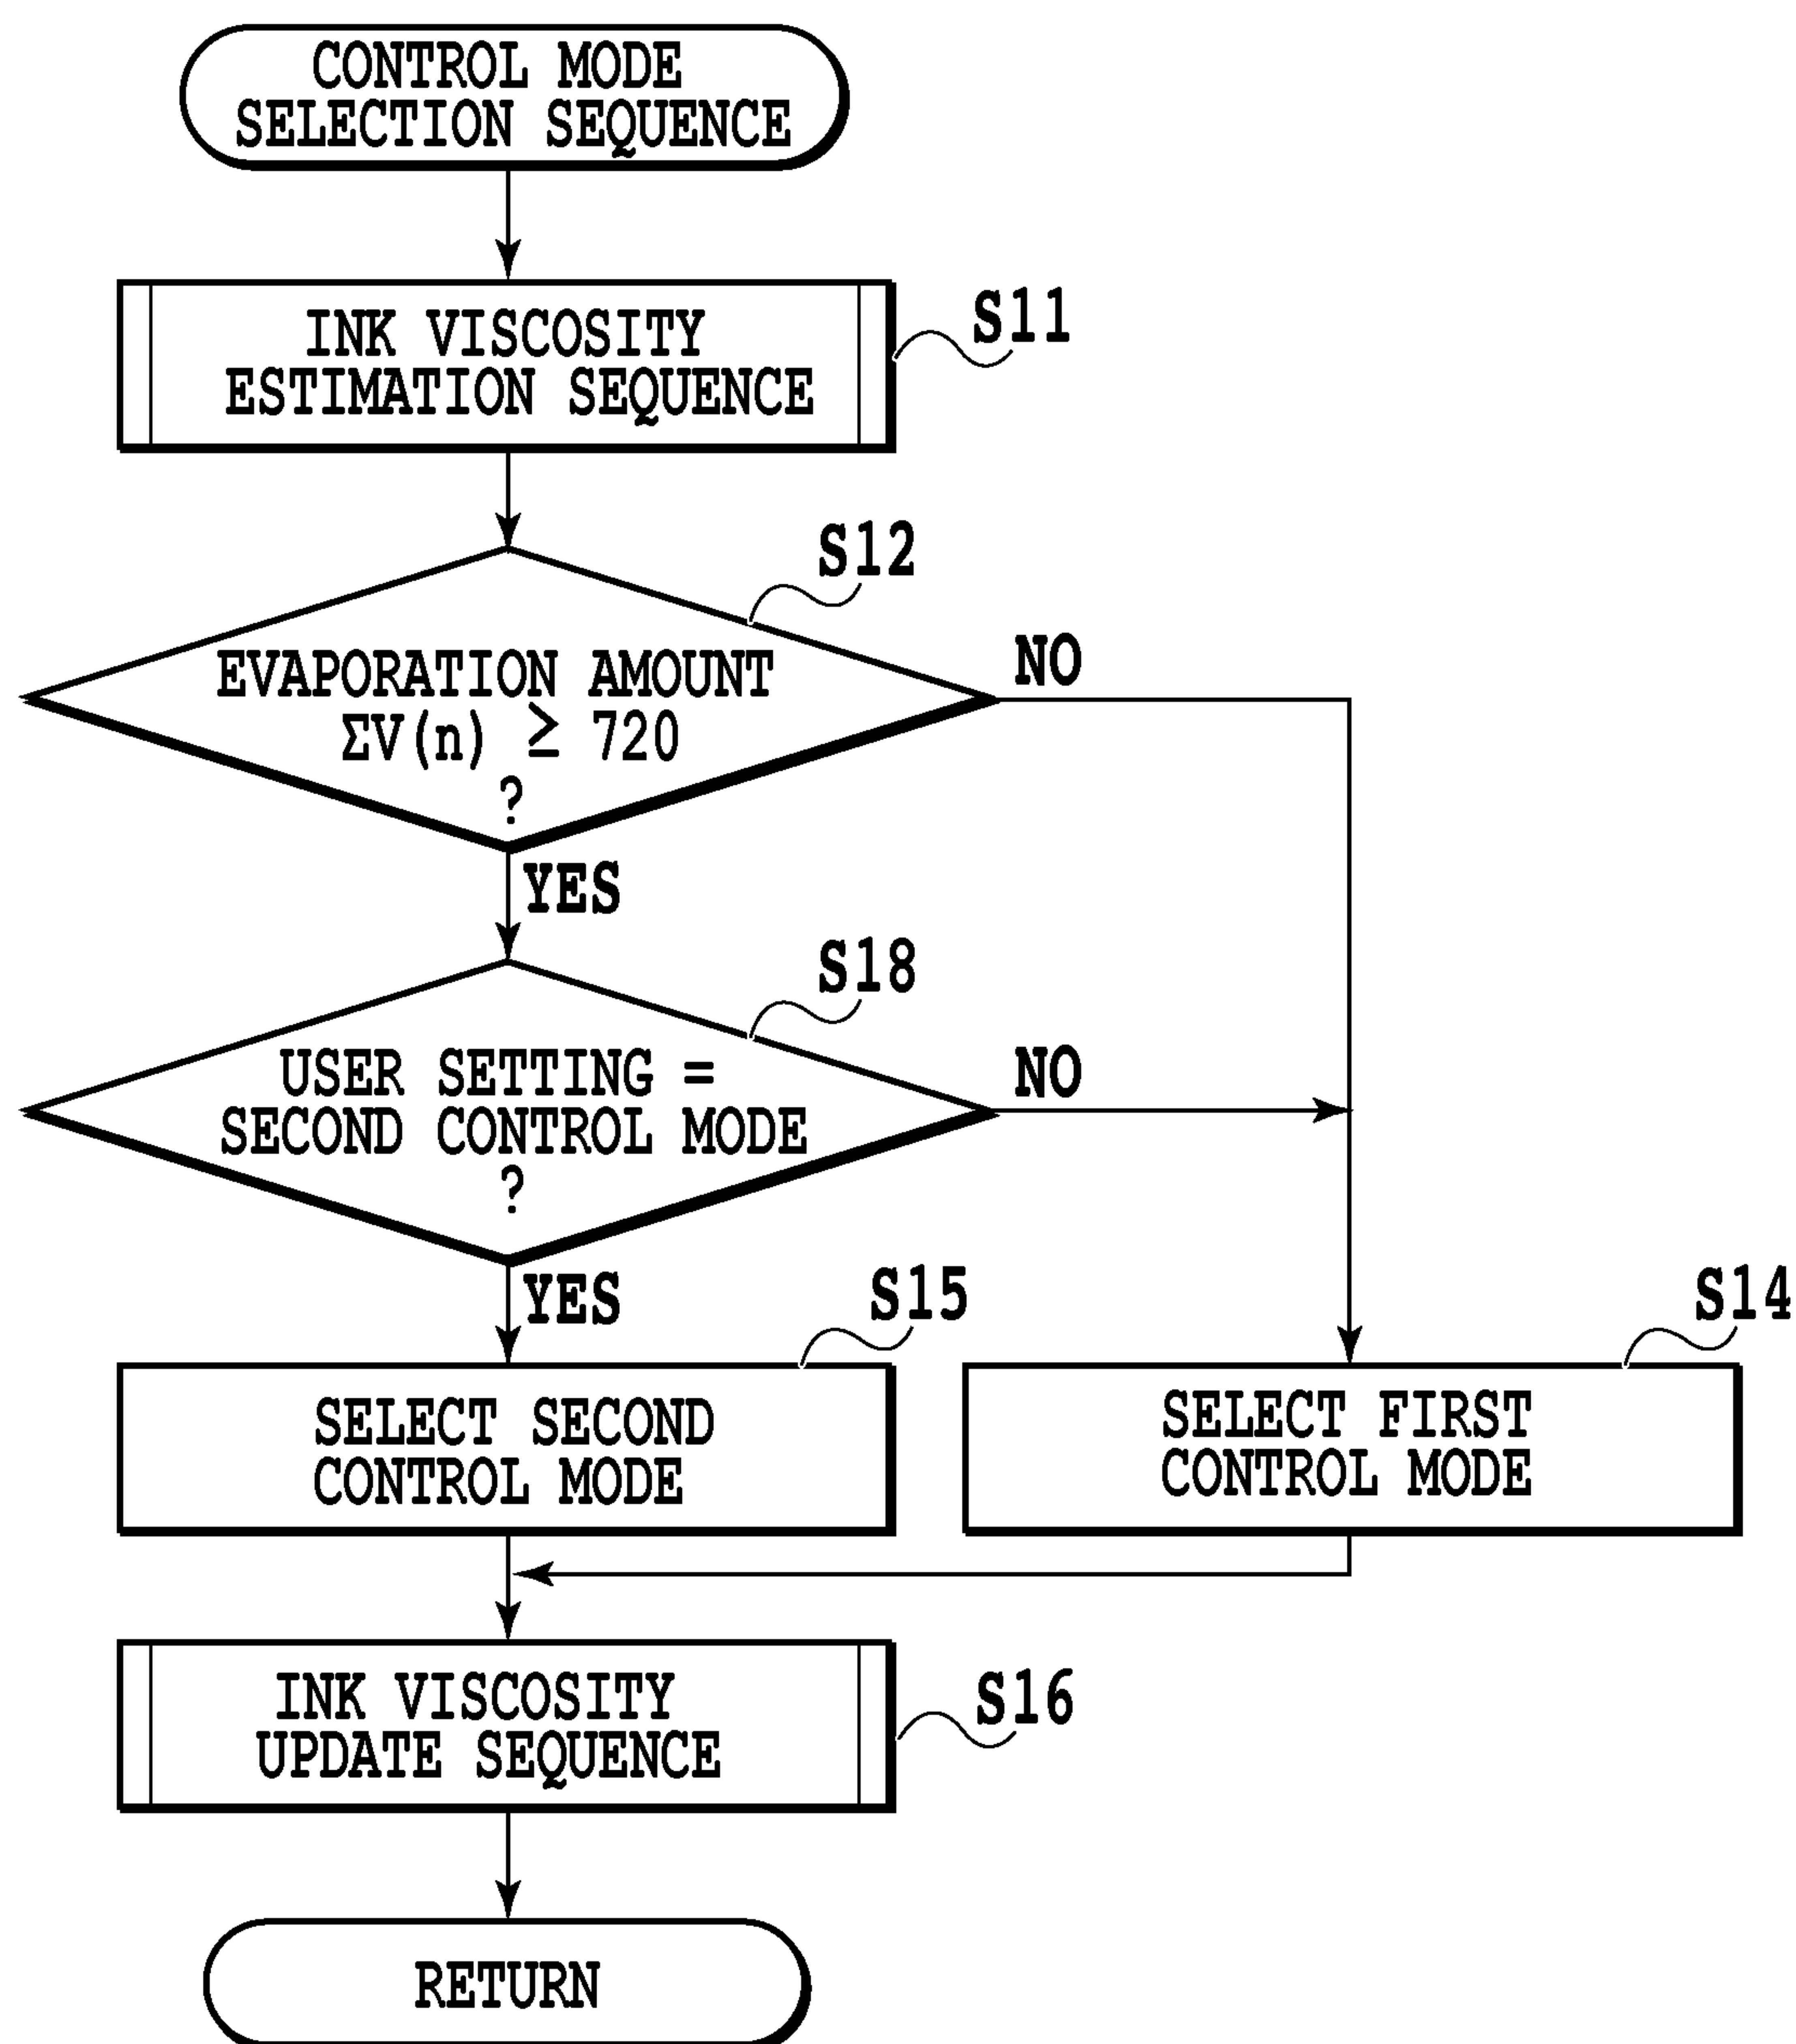 CONTROL MODE
SELECTION SEQUENCE
INK VISCOSITY
ESTIMATION SEQUENCE
S11
S12
EVAPORATION AMOUNT
ΣV(n) ≥ 720
?
NO
YES
S18
USER SETTING =
SECOND CONTROL MODE
?
NO
YES
S15
SELECT SECOND
CONTROL MODE
S14
SELECT FIRST
CONTROL MODE
INK VISCOSITY
UPDATE SEQUENCE
S16
RETURN